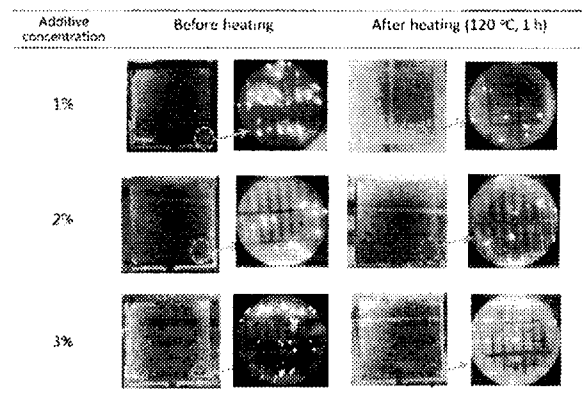 Additive concentration Before heating After heating (120 °C, 1 h)
1%
2%
3%